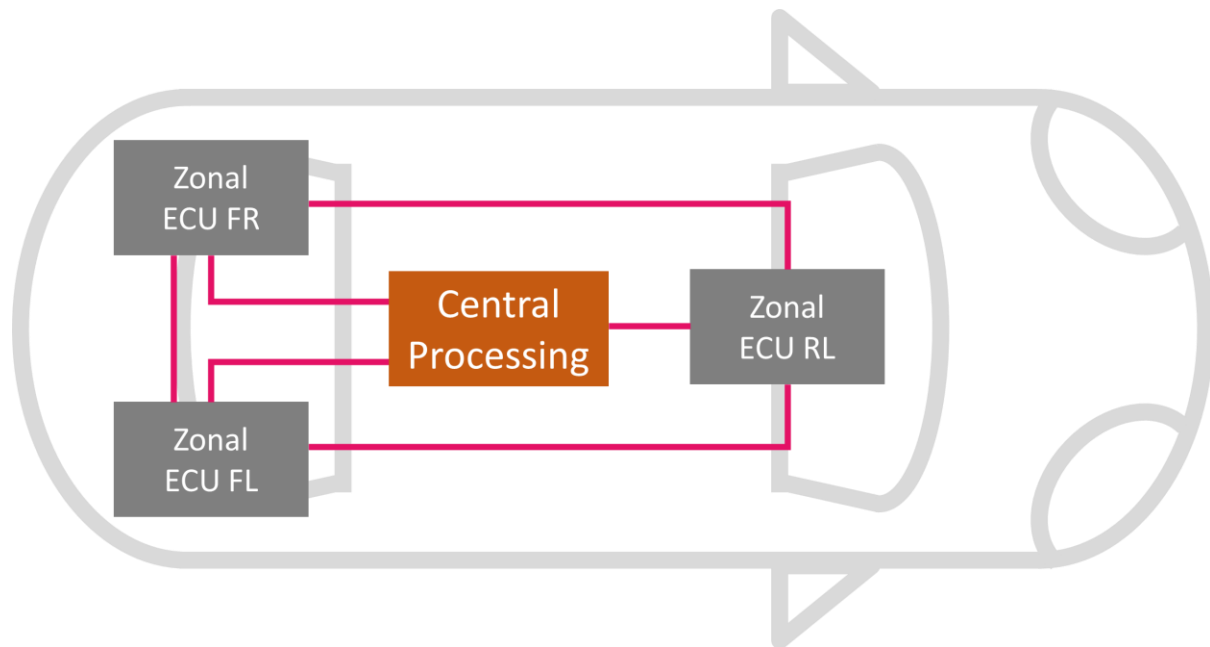 Zonal
ECU FR
Central
Processing
Zonal
ECU RL
Zonal
ECU FL